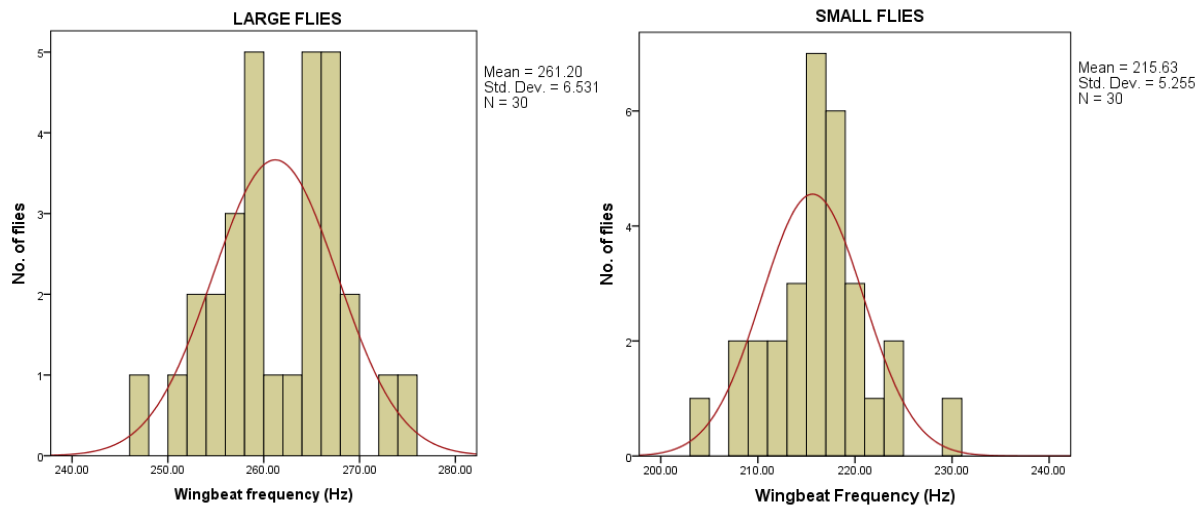 LARGE FLIES
No. of flies
5
4
3
2
1
0
240.00 250.00 260.00 270.00 280.00
Wingbeat frequency (Hz)
Mean = 261.20
Std. Dev. = 6.531
N = 30
SMALL FLIES
No. of flies
6
4
2
0
200.00 210.00 220.00 230.00 240.00
Wingbeat Frequency (Hz)
Mean = 215.63
Std. Dev. = 5.255
N = 30